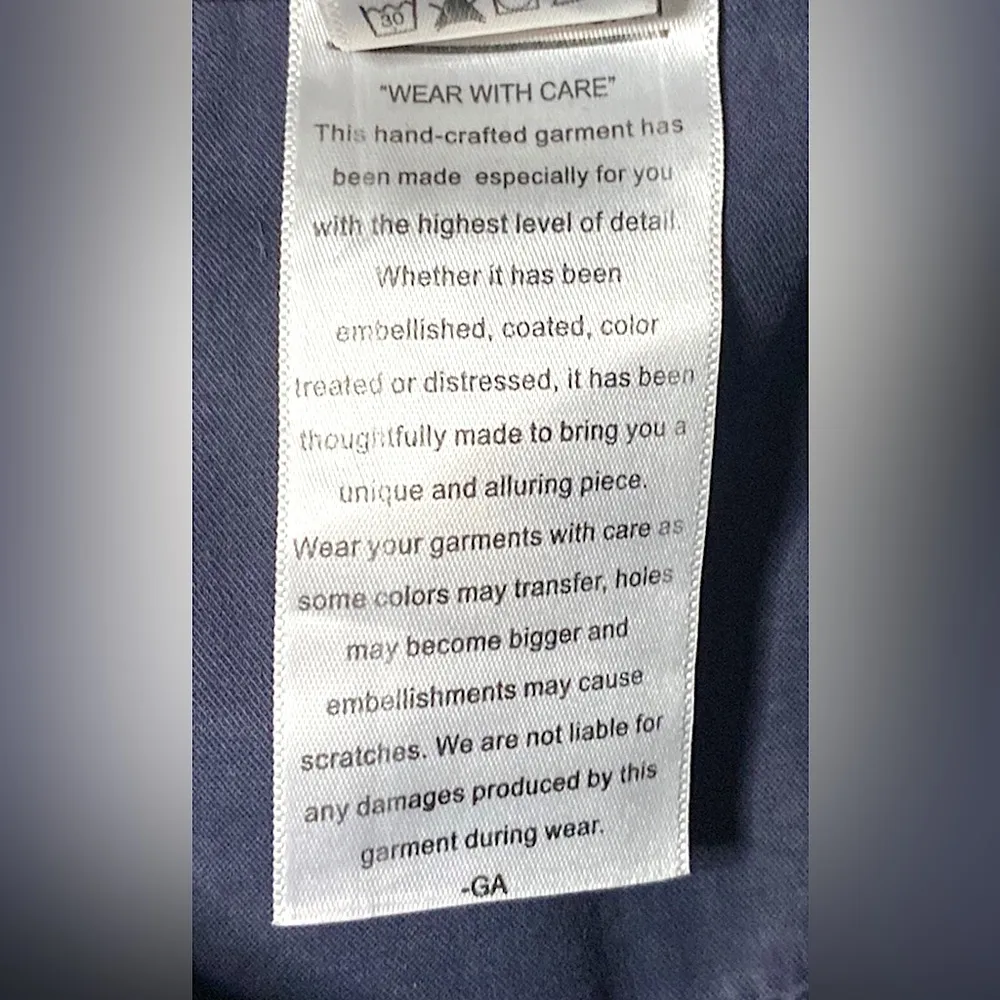 30
"WEAR WITH CARE"
This hand-crafted garment has
been made especially for you
with the highest level of detail.
Whether it has been
embellished, coated, color
treated or distressed, it has been
thoughtfully made to bring you a
unique and alluring piece.
Wear your garments with care as
some colors may transfer, holes
may become bigger and
embellishments may cause
scratches. We are not liable for
any damages produced by this
garment during wear.
-GA